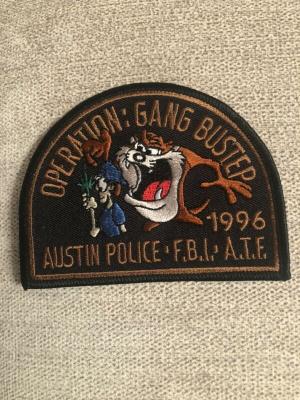 OPERATION: GANG BUSTER
1996
AUSTIN POLICE · F.B.I. · A.T.F.